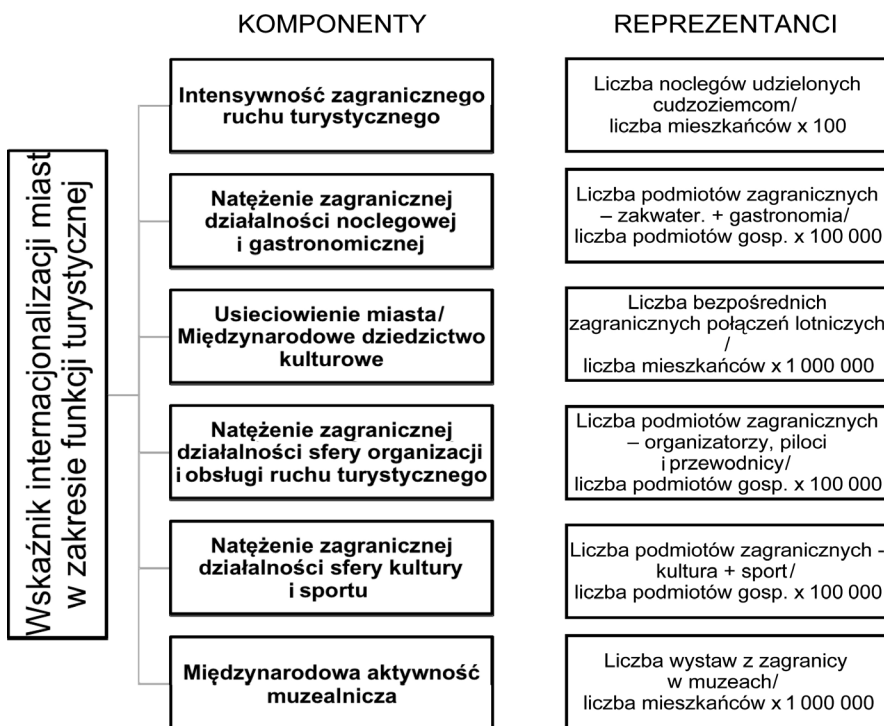 KOMPONENTY
REPREZENTANCI
Wskaźnik internacjonalizacji miast
w zakresie funkcji turystycznej
Intensywność zagranicznego
ruchu turystycznego
Liczba noclegów udzielonych
cudzoziemcom/
liczba mieszkańców x 100
Natężenie zagranicznej
działalności noclegowej
i gastronomicznej
Liczba podmiotów zagranicznych
– zakwater. + gastronomia/
liczba podmiotów gosp. x 100 000
Usieciowienie miasta/
Międzynarodowe dziedzictwo
kulturowe
Liczba bezpośrednich
zagranicznych połączeń lotniczych
/
liczba mieszkańców x 1 000 000
Natężenie zagranicznej
działalności sfery organizacji
i obsługi ruchu turystycznego
Liczba podmiotów zagranicznych
– organizatorzy, piloci
i przewodnicy/
liczba podmiotów gosp. x 100 000
Natężenie zagranicznej
działalności sfery kultury
i sportu
Liczba podmiotów zagranicznych -
kultura + sport/
liczba podmiotów gosp. x 100 000
Międzynarodowa aktywność
muzealnicza
Liczba wystaw z zagranicy
w muzeach/
liczba mieszkańców x 1 000 000